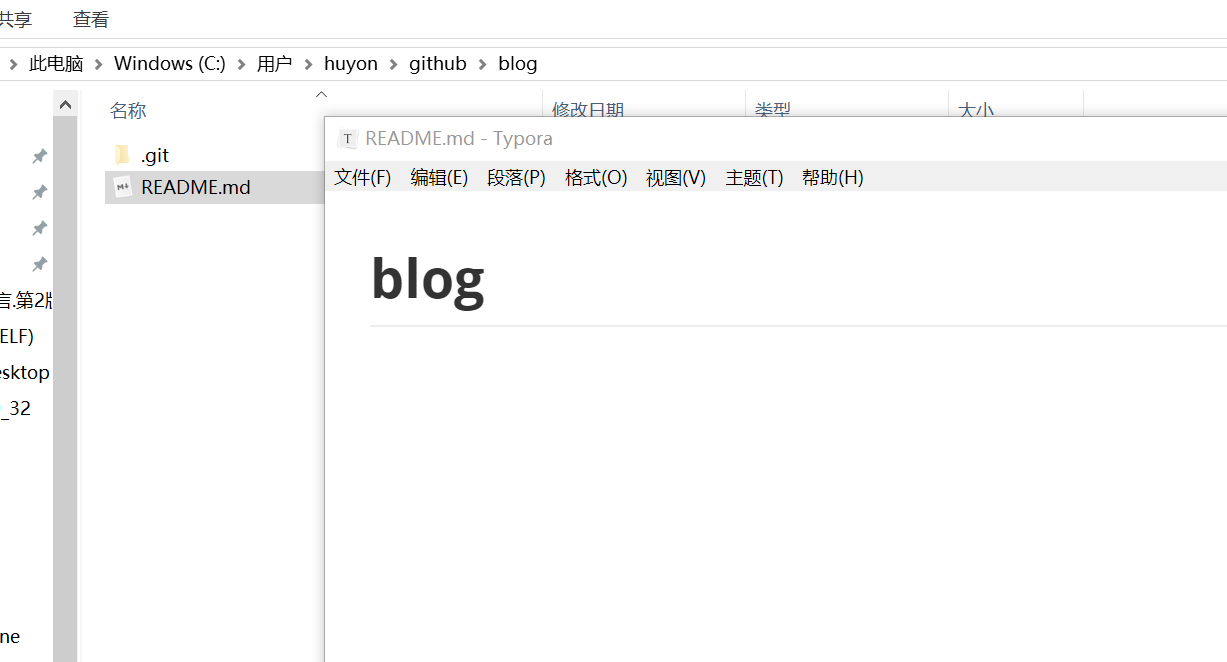 共享 查看
此电脑 Windows (C:) 用户 huyon github blog
名称 修改日期 类型 大小
T README.md - Typora
.git
文件(F) 编辑(E) 段落(P) 格式(O) 视图(V) 主题(T) 帮助(H)
README.md
blog
言.第2版
ELF)
esktop
_32
ne